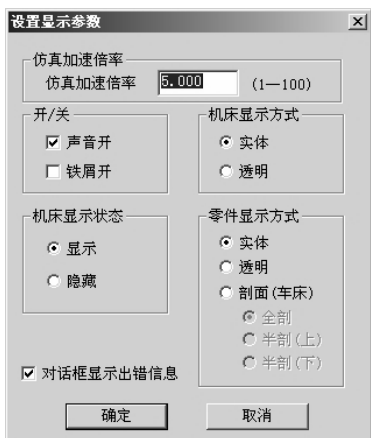 设置显示参数
仿真加速倍率
仿真加速倍率 5.000 (1—100)
开/关
声音开
铁屑开
机床显示方式
实体
透明
机床显示状态
显示
隐藏
零件显示方式
实体
透明
剖面(车床)
全剖
半剖(上)
半剖(下)
对话框显示出错信息
确定
取消